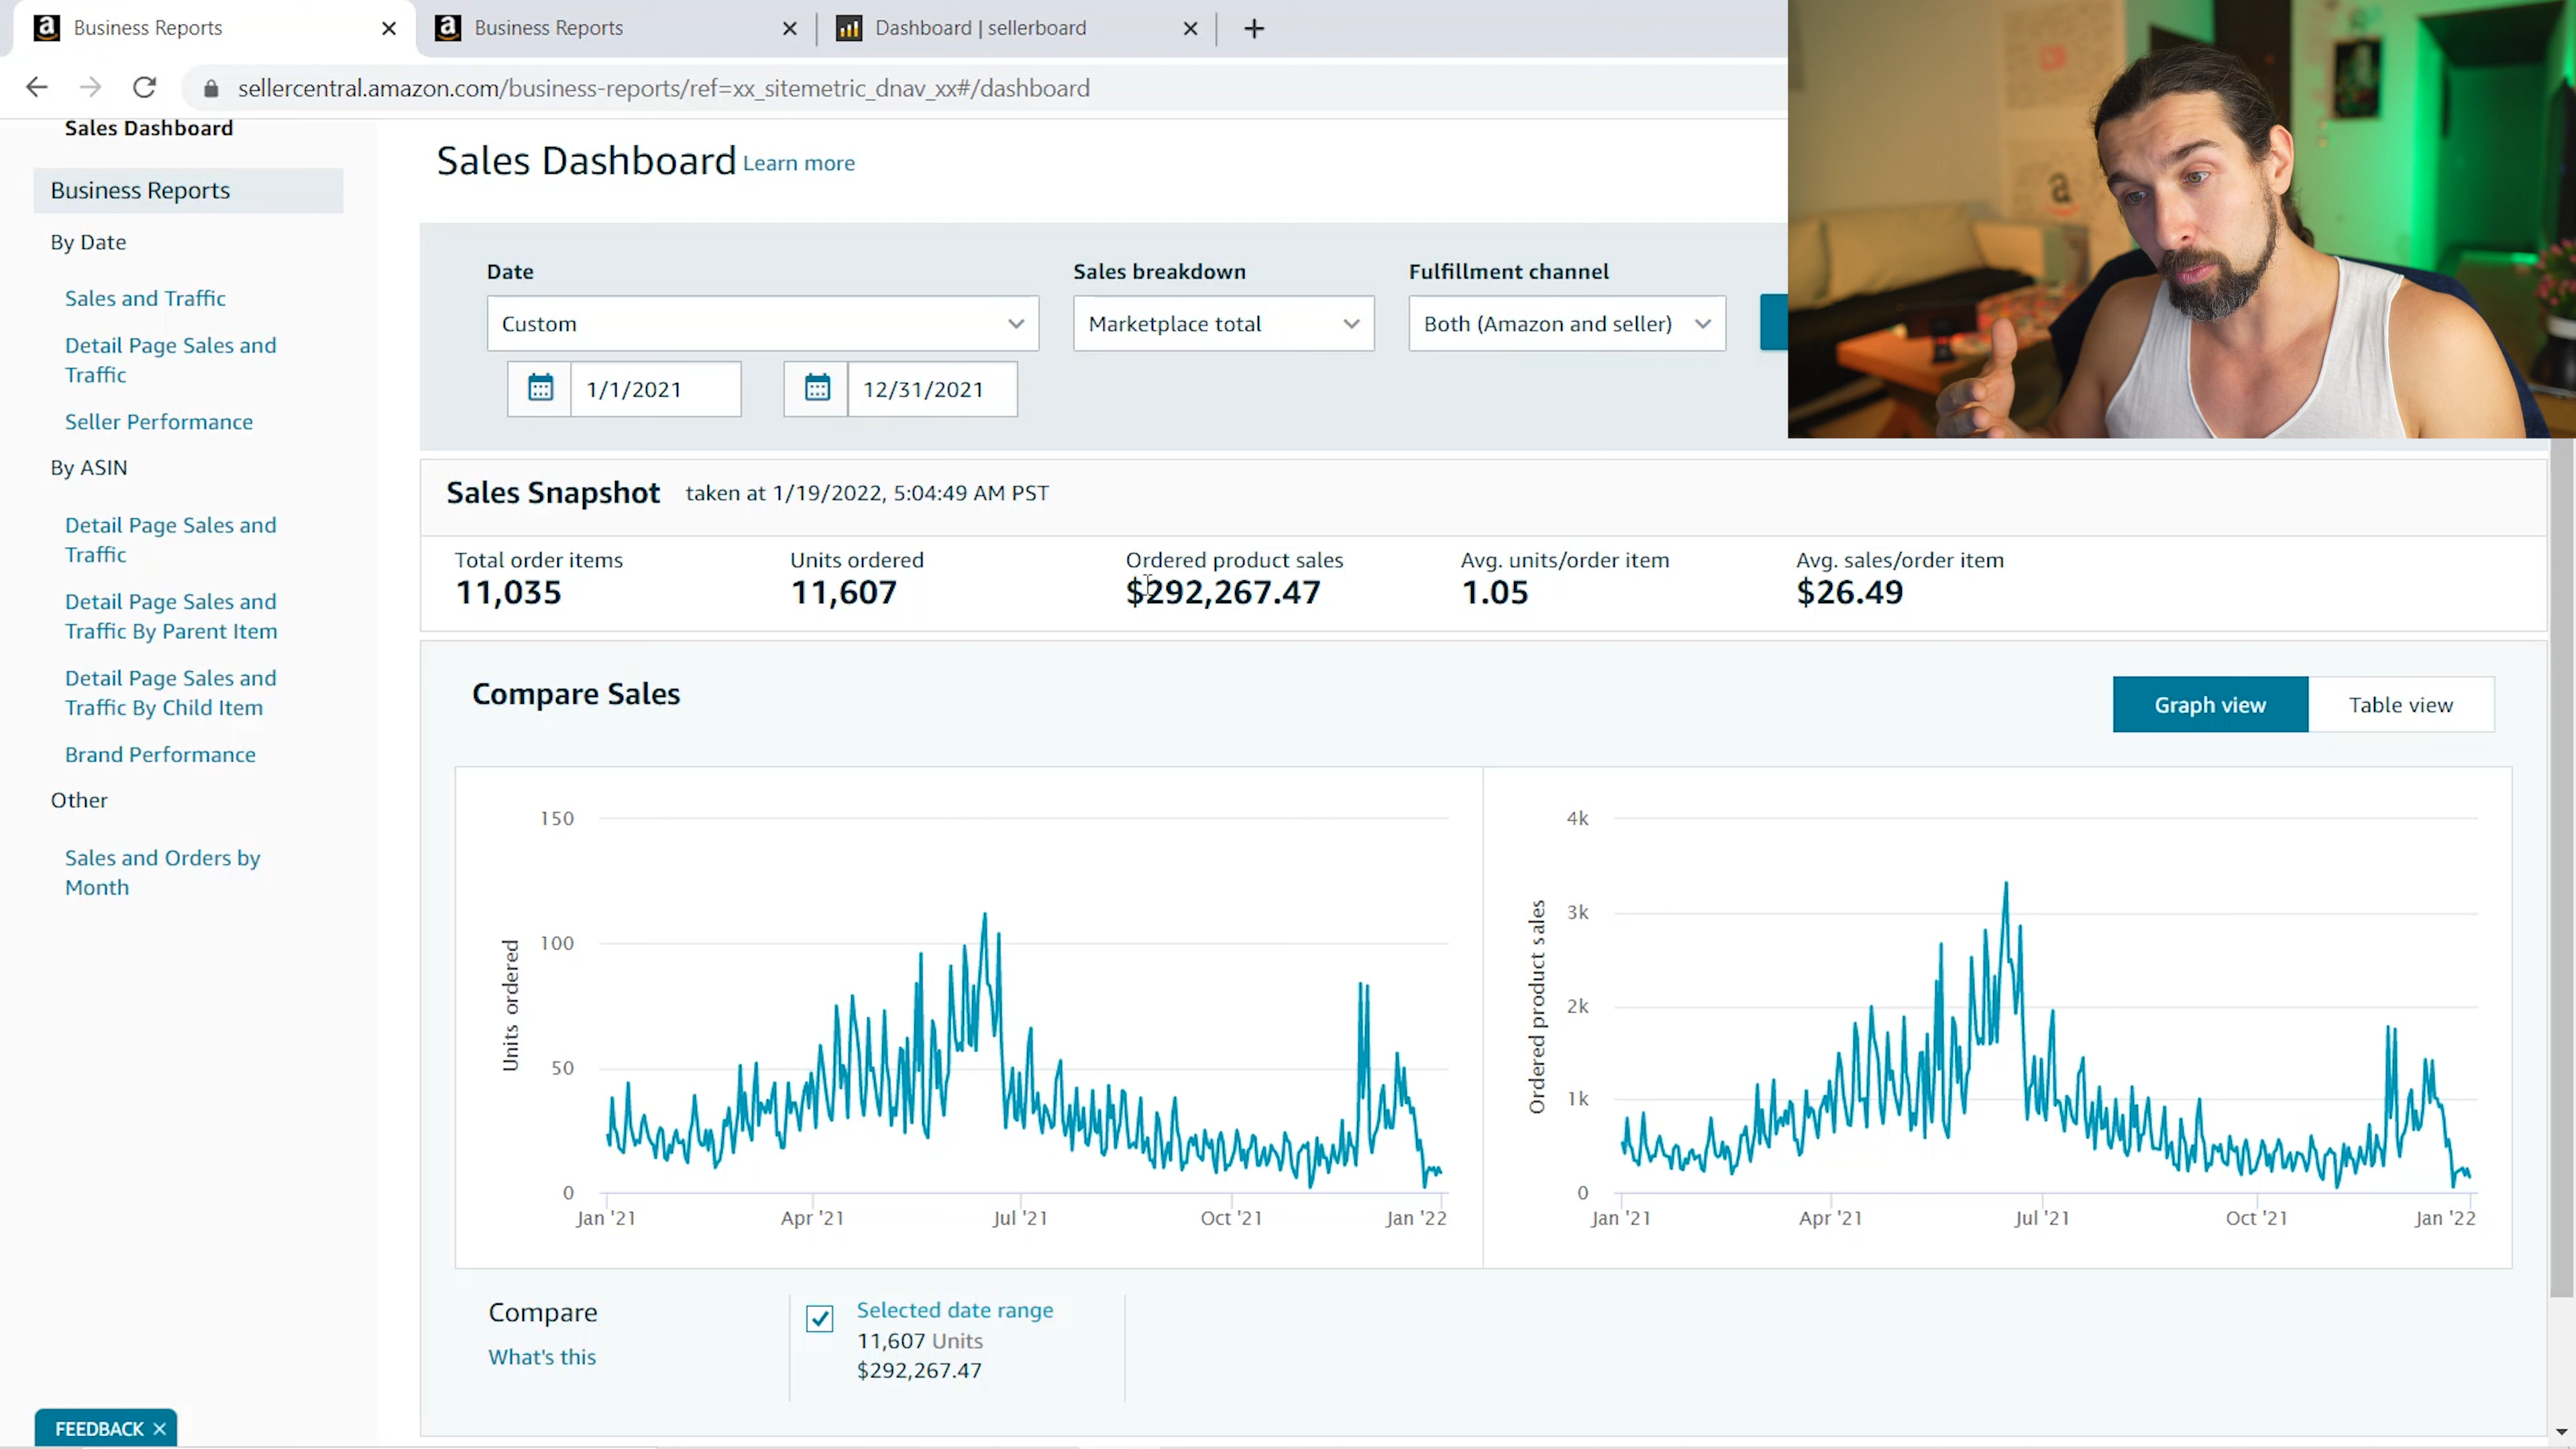 Business Reports
Business Reports
Dashboard | sellerboard
sellercentral.amazon.com/business-reports/ref=xx_sitemetric_dnav_xx#/dashboard
Sales Dashboard
Business Reports
By Date
Sales and Traffic
Detail Page Sales and
Traffic
Seller Performance
By ASIN
Detail Page Sales and
Traffic
Detail Page Sales and
Traffic By Parent Item
Detail Page Sales and
Traffic By Child Item
Brand Performance
Other
Sales and Orders by
Month
FEEDBACK
Sales Dashboard Learn more
Date
Custom
1/1/2021
12/31/2021
Sales breakdown
Marketplace total
Fulfillment channel
Both (Amazon and seller)
Sales Snapshot taken at 1/19/2022, 5:04:49 AM PST
Total order items
11,035
Units ordered
11,607
Ordered product sales
$292,267.47
Avg. units/order item
1.05
Avg. sales/order item
$26.49
Compare Sales
Graph view
Table view
Units ordered
150
100
50
0
Jan '21
Apr '21
Jul '21
Oct '21
Jan '22
Ordered product sales
4k
3k
2k
1k
0
Jan '21
Apr '21
Jul '21
Oct '21
Jan '22
Compare
What's this
Selected date range
11,607 Units
$292,267.47